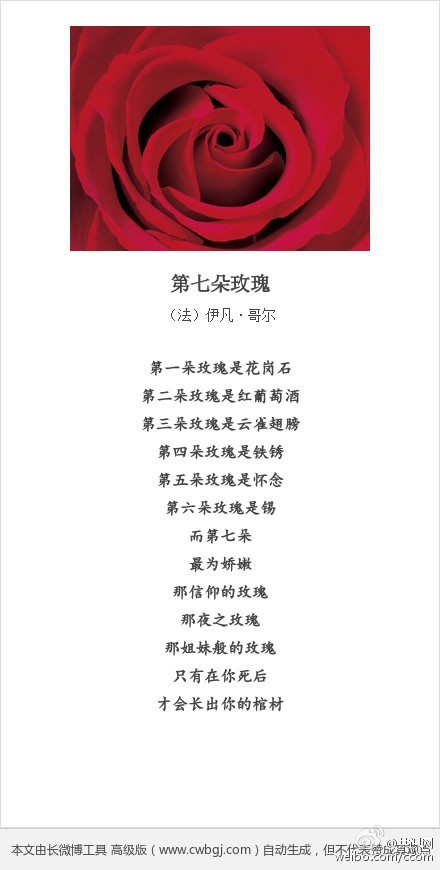 第七朵玫瑰
（法）伊凡·哥尔
第一朵玫瑰是花岗石
第二朵玫瑰是红葡萄酒
第三朵玫瑰是云雀翅膀
第四朵玫瑰是铁锈
第五朵玫瑰是怀念
第六朵玫瑰是锡
而第七朵
最为娇嫩
那信仰的玫瑰
那夜之玫瑰
那姐妹般的玫瑰
只有在你死后
才会长出你的棺材
本文由长微博工具 高级版（www.cwbgj.com）自动生成，但不代表赞成其观点
weibo.com/ccom